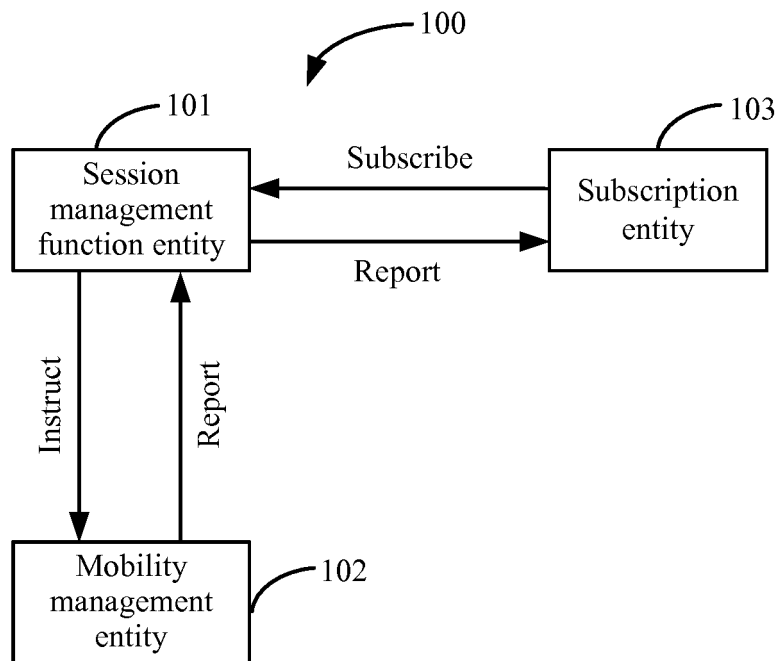 100
101
103
Session
management
function entity
Subscribe
Subscription
entity
Report
Instruct
Report
Mobility
management
entity
102